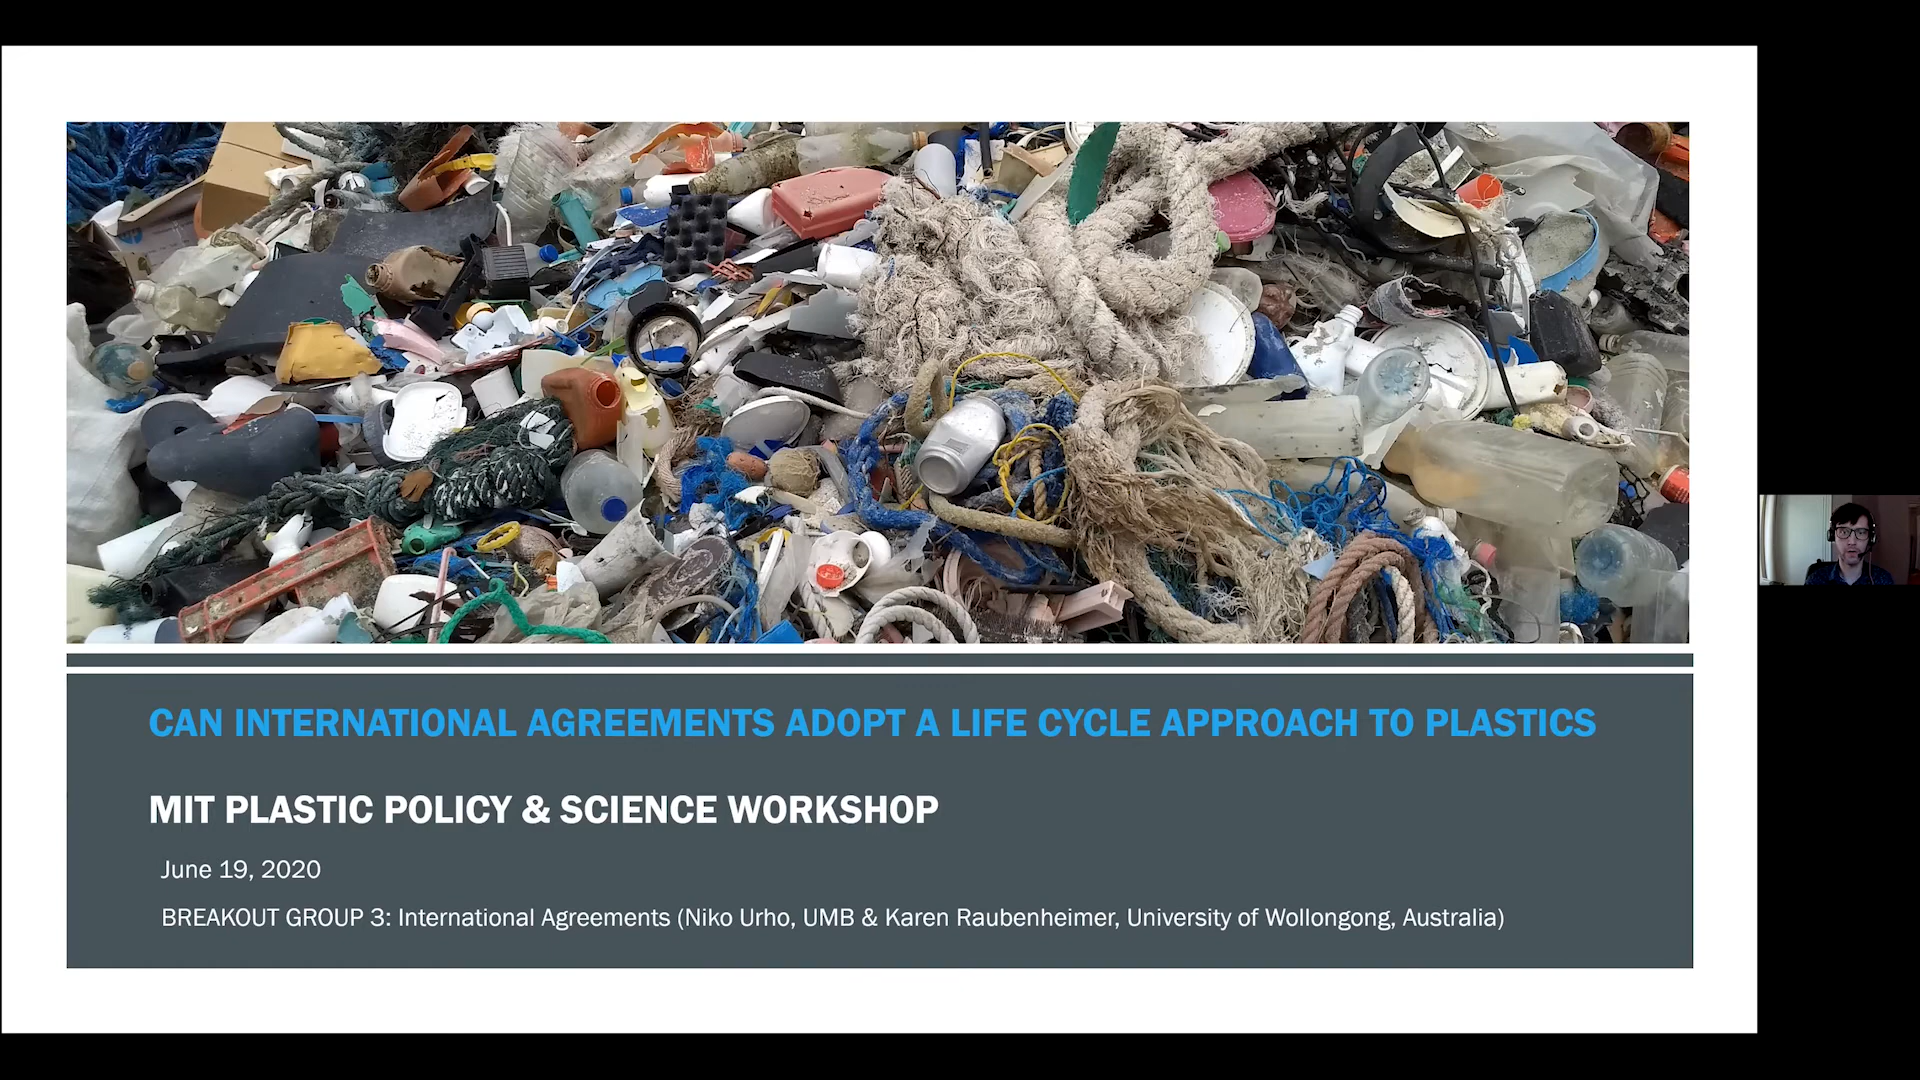 CAN INTERNATIONAL AGREEMENTS ADOPT A LIFE CYCLE APPROACH TO PLASTICS
MIT PLASTIC POLICY & SCIENCE WORKSHOP
June 19, 2020
BREAKOUT GROUP 3: International Agreements (Niko Urho, UMB & Karen Raubenheimer, University of Wollongong, Australia)